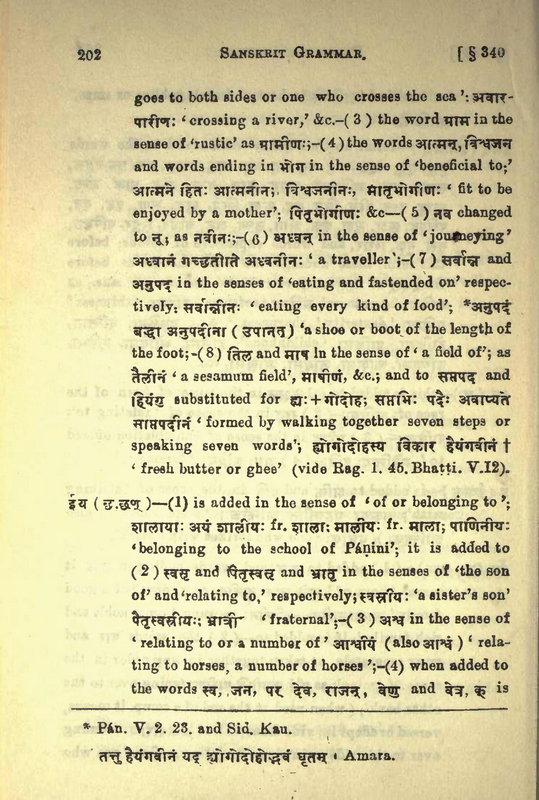 202 SANSKRIT GRAMMAR. [ § 340
goes to both sides or one who crosses the sea': अवार-
पारीणः ' crossing a river,' &c.–( 3 ) the word ग्राम in the
sense of 'rustic' as ग्रामीणः;–( 4 ) the words आत्मन्, विश्वजन
and words ending in भोग in the sense of 'beneficial to;'
आत्मने हितः आत्मनीनः; विश्वजनीनः, मातृभोगीणः ' fit to be
enjoyed by a mother'; पितृभोगीणः &c—( 5 ) नव changed
to नू; as नवीनः;–(6) अध्वन् in the sense of 'journeying'
अध्वानं गच्छतीति अध्वनीनः ' a traveller';–(7) सर्वान्न and
अनुपद in the senses of 'eating and fastended on' respec-
tively: सर्वान्नीनः 'eating every kind of food'; *अनुपदं
बद्धा अनुपदीना ( उपानत् ) 'a shoe or boot of the length of
the foot;-(8) तिल and माष in the sense of ' a field of'; as
तैलीनं ' a sesamum field', माषीणं, &c.; and to सप्तपद and
हियंगु substituted for ह्यः+गोदोह; सप्तभिः पदैः अवाप्यते
साप्तपदीनं ' formed by walking together seven steps or
speaking seven words'; ह्योगोदोहस्य विकार हैयंगवीनं †
' fresh butter or ghee' (vide Rag. 1. 45. Bhaṭṭi. V.12).
ईय ( छ.छण् )—(1) is added in the sense of ' of or belonging to ';
शालायाः अयं शालीयः fr. शाला; मालीयः fr. माला; पाणिनीयः
'belonging to the school of Pánini'; it is added to
( 2 ) स्वसृ and पैतृस्वसृ and भ्रातृ in the senses of 'the son
of' and 'relating to,' respectively; स्वस्रीयः 'a sister's son'
पैतृस्वस्रीयः; भ्रात्री ' fraternal';–( 3 ) अश्व in the sense of
' relating to or a number of ' आश्वीयं (also आश्वं ) ' rela-
ting to horses, a number of horses ';–(4) when added to
the words स्व, जन, पर देव, राजन्, वेणु and वेत्र, क् is
* Pán. V. 2. 23. and Sid. Kau.
तत्तु हैयंगवीनं यद् ह्योगोदोहोद्भवं घृतम् । Amara.